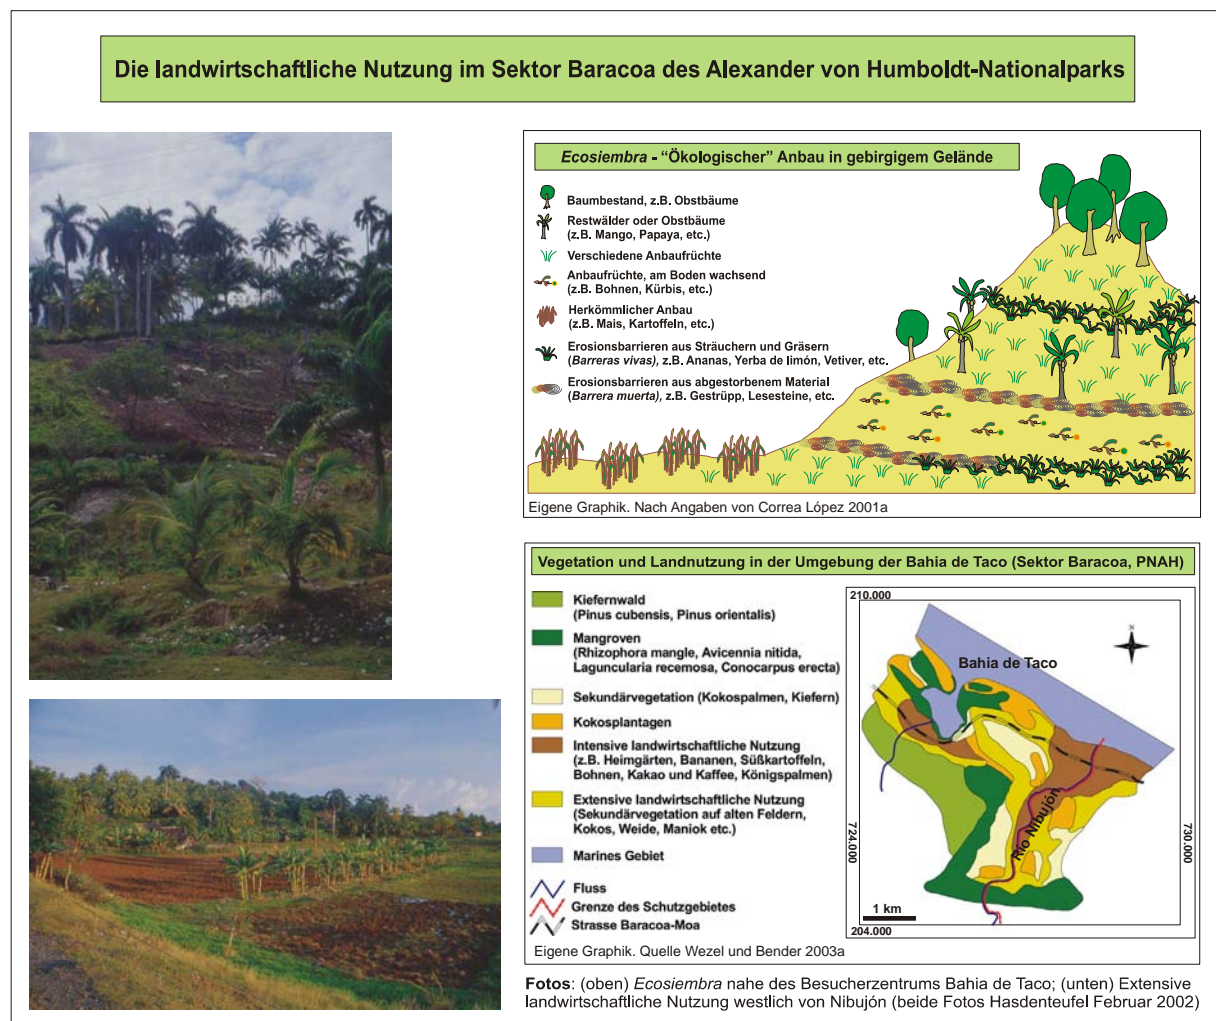 Die landwirtschaftliche Nutzung im Sektor Baracoa des Alexander von Humboldt-Nationalparks
Ecosiembra - “Ökologischer” Anbau in gebirgigem Gelände
Baumbestand, z.B. Obstbäume
Restwälder oder Obstbäume
(z.B. Mango, Papaya, etc.)
Verschiedene Anbaufrüchte
Anbaufrüchte, am Boden wachsend
(z.B. Bohnen, Kürbis, etc.)
Herkömmlicher Anbau
(z.B. Mais, Kartoffeln, etc.)
Erosionsbarrieren aus Sträuchern und Gräsern
(Barreras vivas), z.B. Ananas, Yerba de limón, Vetiver, etc.
Erosionsbarrieren aus abgestorbenem Material
(Barrera muerta), z.B. Gestrüpp, Lesesteine, etc.
Eigene Graphik. Nach Angaben von Correa López 2001a
Vegetation und Landnutzung in der Umgebung der Bahia de Taco (Sektor Baracoa, PNAH)
Kiefernwald
(Pinus cubensis, Pinus orientalis)
Mangroven
(Rhizophora mangle, Avicennia nitida,
Laguncularia recemosa, Conocarpus erecta)
Sekundärvegetation (Kokospalmen, Kiefern)
Kokosplantagen
Intensive landwirtschaftliche Nutzung
(z.B. Heimgärten, Bananen, Süßkartoffeln,
Bohnen, Kakao und Kaffee, Königspalmen)
Extensive landwirtschaftliche Nutzung
(Sekundärvegetation auf alten Feldern,
Kokos, Weide, Maniok etc.)
Marines Gebiet
Fluss
Grenze des Schutzgebietes
Strasse Baracoa-Moa
210.000
N
Bahia de Taco
724.000
730.000
Rio Nibujón
1 km
204.000
Eigene Graphik. Quelle Wezel und Bender 2003a
Fotos: (oben) Ecosiembra nahe des Besucherzentrums Bahia de Taco; (unten) Extensive
landwirtschaftliche Nutzung westlich von Nibujón (beide Fotos Hasdenteufel Februar 2002)